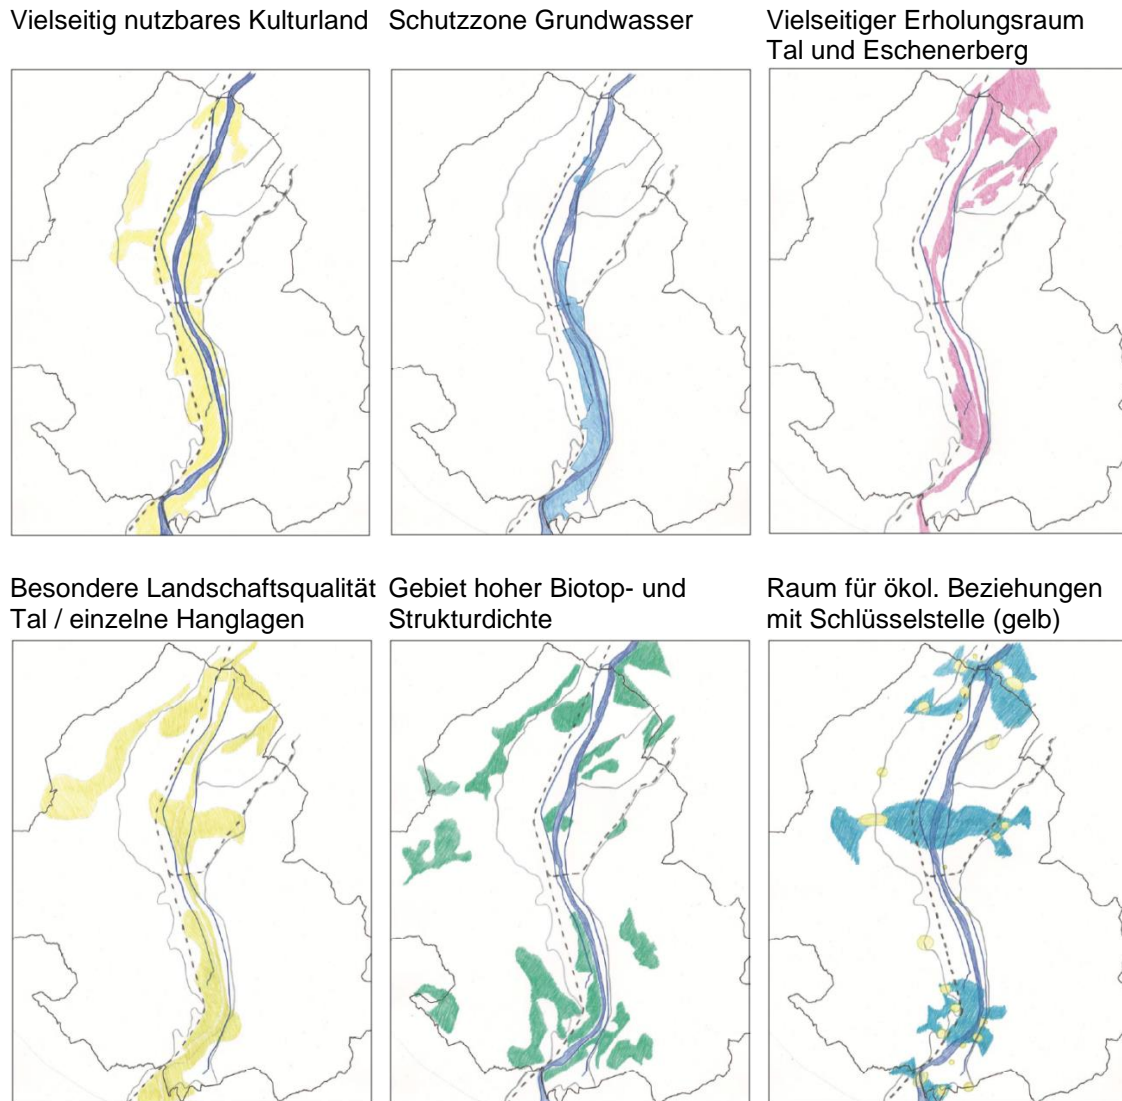 Vielseitig nutzbares Kulturland
Schutzzone Grundwasser
Vielseitiger Erholungsraum
Tal und Eschenerberg
Besondere Landschaftsqualität
Tal / einzelne Hanglagen
Gebiet hoher Biotop- und
Strukturdichte
Raum für ökol. Beziehungen
mit Schlüsselstelle (gelb)